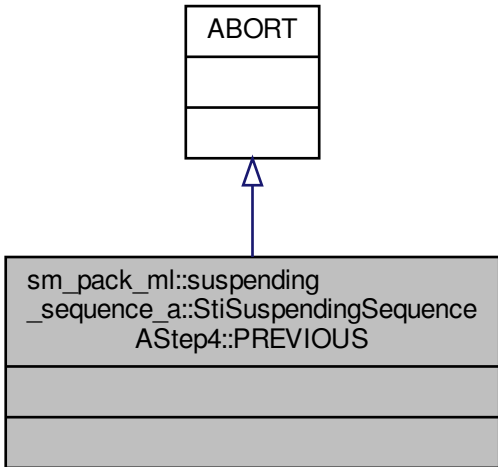 ABORT
sm_pack_ml::suspending
_sequence_a::StiSuspendingSequence
AStep4::PREVIOUS